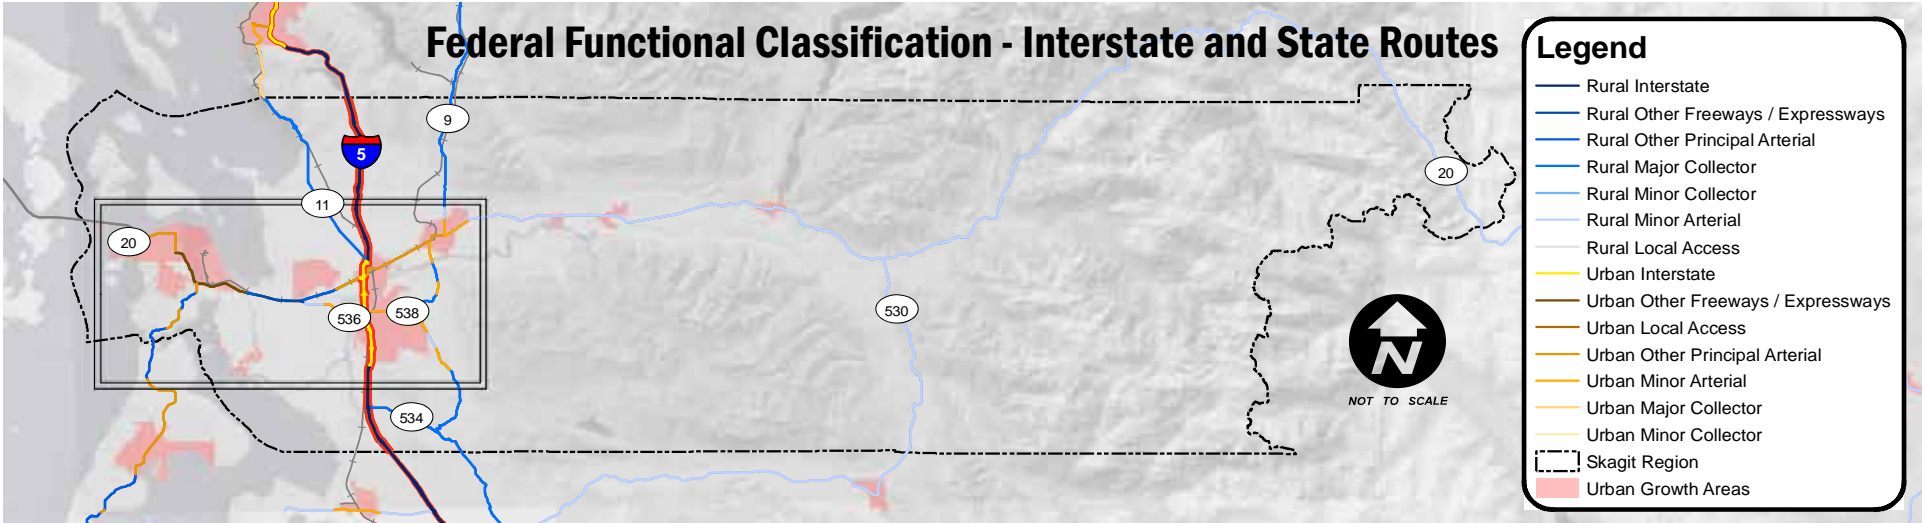 Federal Functional Classification - Interstate and State Routes
9
5
11
20
20
536
538
530
534
N
NOT TO SCALE
Legend
Rural Interstate
Rural Other Freeways / Expressways
Rural Other Principal Arterial
Rural Major Collector
Rural Minor Collector
Rural Minor Arterial
Rural Local Access
Urban Interstate
Urban Other Freeways / Expressways
Urban Local Access
Urban Other Principal Arterial
Urban Minor Arterial
Urban Major Collector
Urban Minor Collector
Skagit Region
Urban Growth Areas